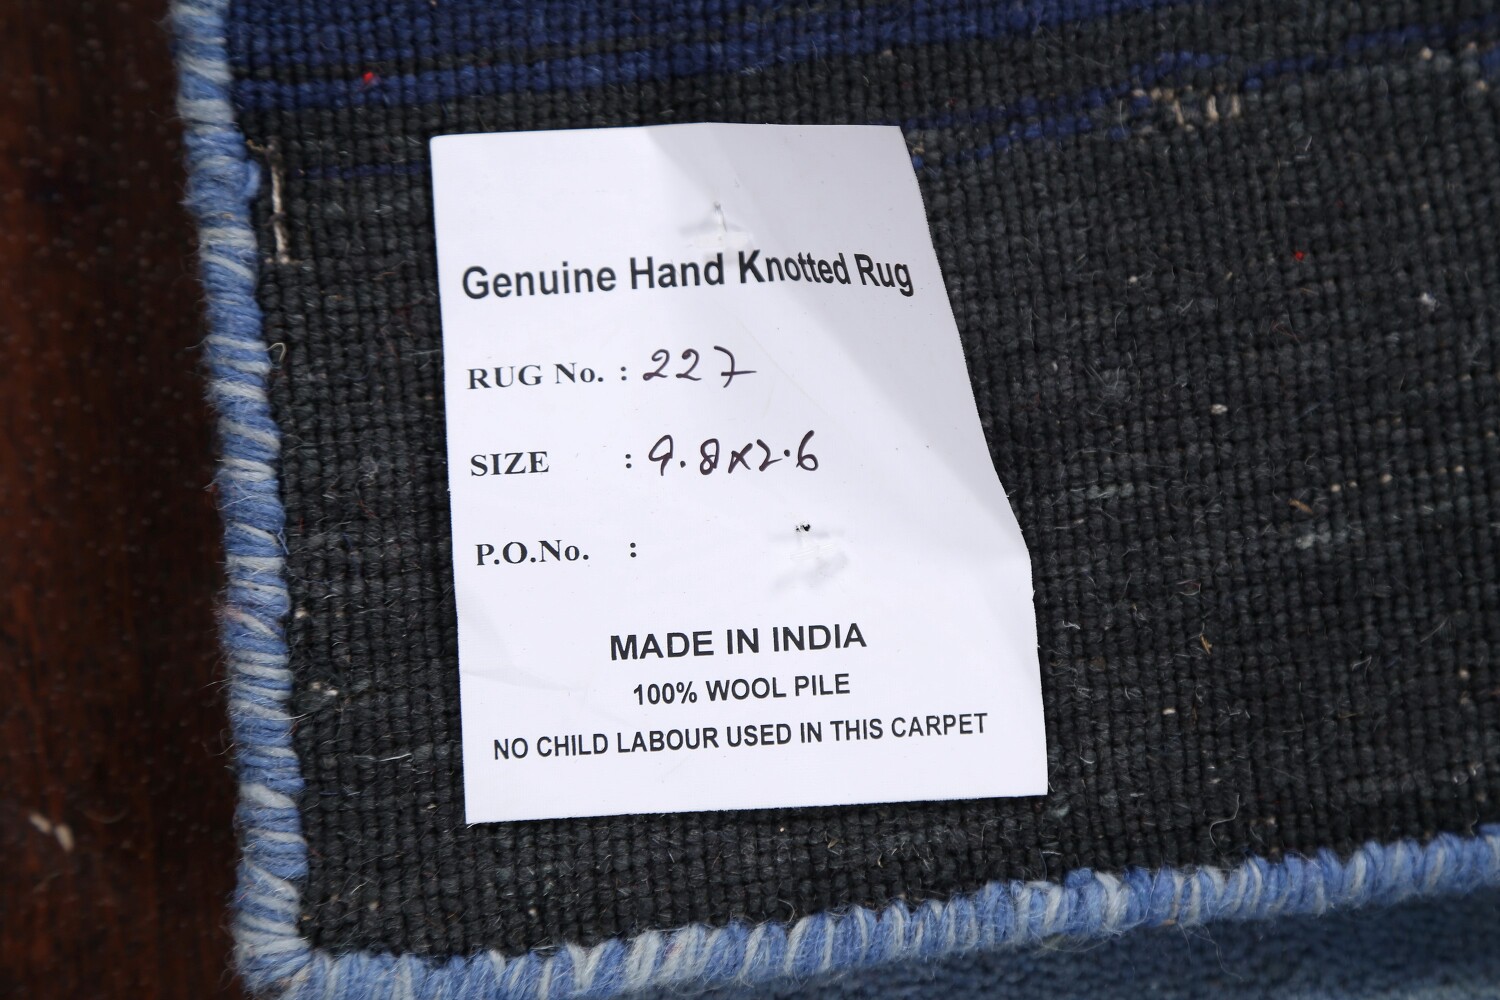 Genuine Hand Knotted Rug
RUG No. : 227
SIZE : 9.8x2.6
P.O.No. :
MADE IN INDIA
100% WOOL PILE
NO CHILD LABOUR USED IN THIS CARPET